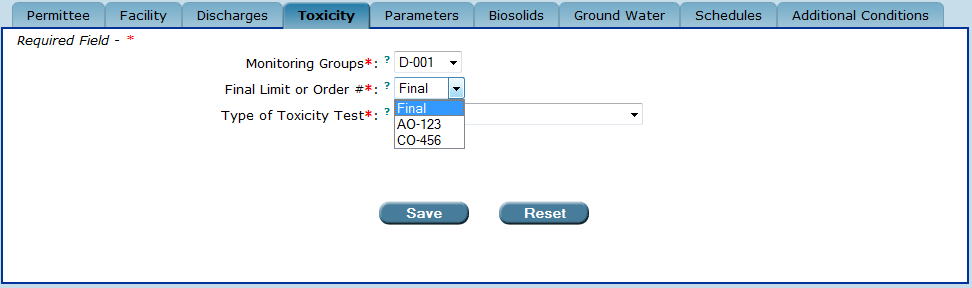 Permittee Facility Discharges Toxicity Parameters Biosolids Ground Water Schedules Additional Conditions
Required Field - *
Monitoring Groups*: ? D-001
Final Limit or Order #*: ? Final
Final
Type of Toxicity Test*: ?
AO-123
CO-456
Save Reset